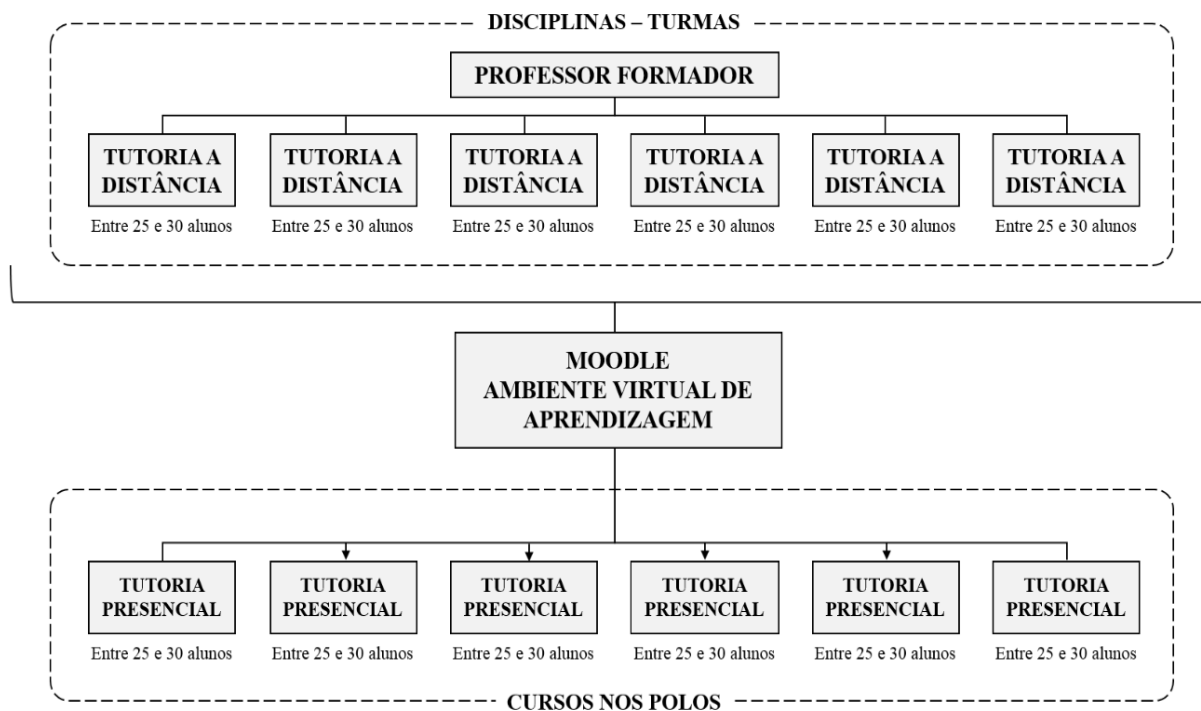 DISCIPLINAS – TURMAS
PROFESSOR FORMADOR
TUTORIA A
DISTÂNCIA
TUTORIA A
DISTÂNCIA
TUTORIA A
DISTÂNCIA
TUTORIA A
DISTÂNCIA
TUTORIA A
DISTÂNCIA
TUTORIA A
DISTÂNCIA
Entre 25 e 30 alunos
Entre 25 e 30 alunos
Entre 25 e 30 alunos
Entre 25 e 30 alunos
Entre 25 e 30 alunos
Entre 25 e 30 alunos
MOODLE
AMBIENTE VIRTUAL DE
APRENDIZAGEM
TUTORIA
PRESENCIAL
TUTORIA
PRESENCIAL
TUTORIA
PRESENCIAL
TUTORIA
PRESENCIAL
TUTORIA
PRESENCIAL
TUTORIA
PRESENCIAL
Entre 25 e 30 alunos
Entre 25 e 30 alunos
Entre 25 e 30 alunos
Entre 25 e 30 alunos
Entre 25 e 30 alunos
Entre 25 e 30 alunos
CURSOS NOS POLOS